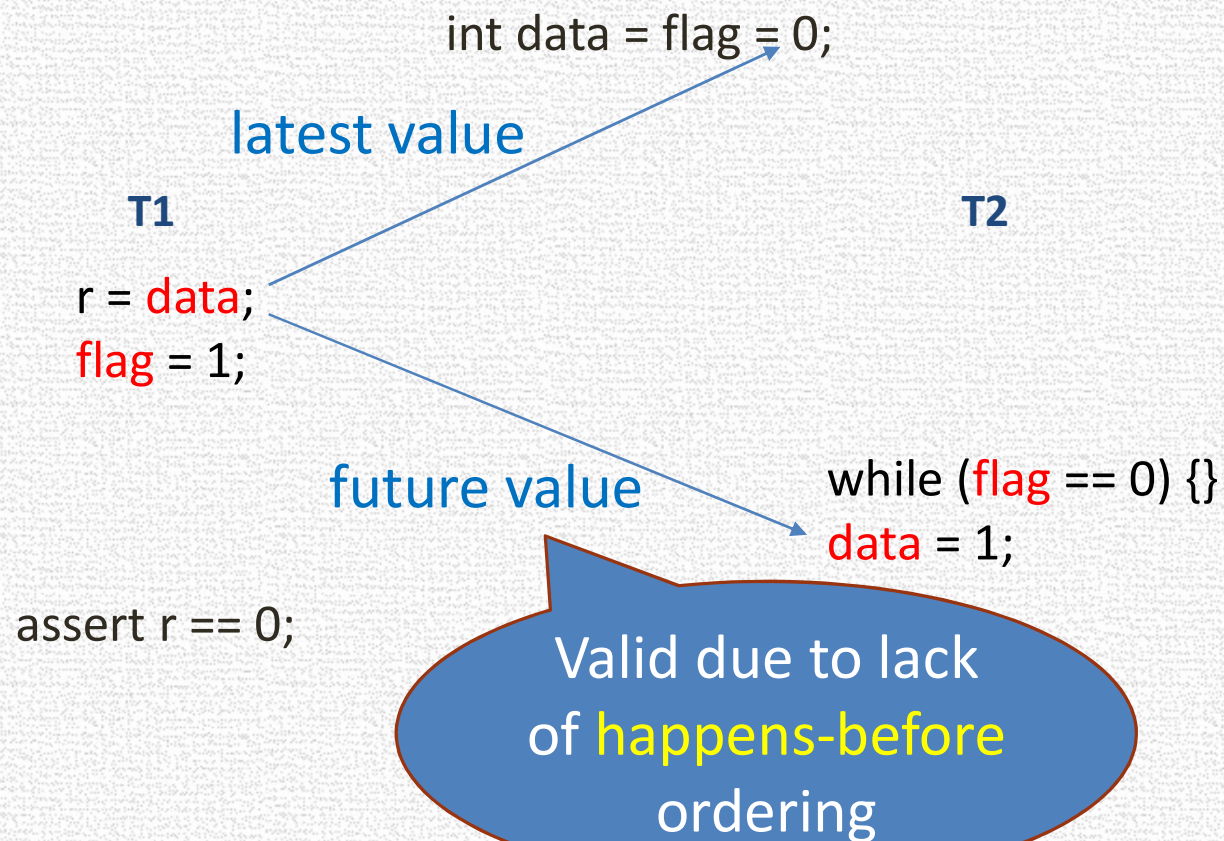 int data = flag = 0;
latest value
T1
T2
r = data;
flag = 1;
future value
while (flag == 0) {}
data = 1;
assert r == 0;
Valid due to lack
of happens-before
ordering